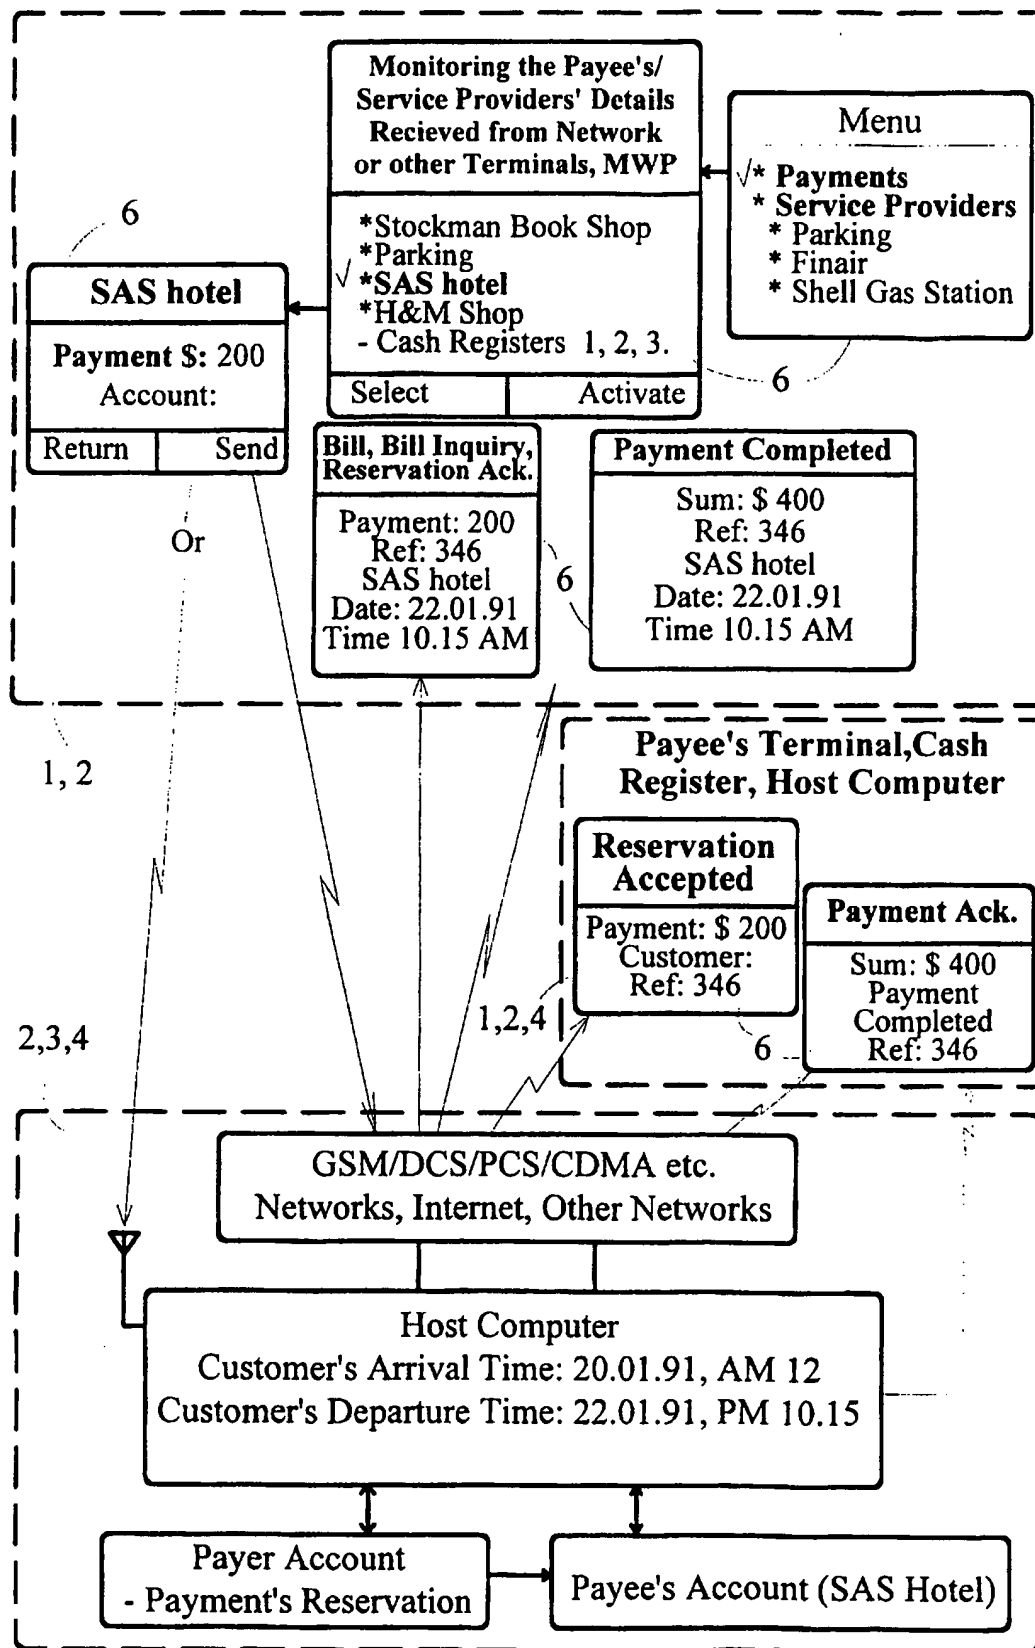 Monitoring the Payee's/
Service Providers' Details
Recieved from Network
or other Terminals, MWP
*Stockman Book Shop
*Parking
√
*SAS hotel
*H&M Shop
- Cash Registers 1, 2, 3.
Select Activate
Menu
√* Payments
* Service Providers
* Parking
* Finair
* Shell Gas Station
6
6
SAS hotel
Payment $: 200
Account:
Return Send
Or
Bill, Bill Inquiry,
Reservation Ack.
Payment: 200
Ref: 346
SAS hotel
Date: 22.01.91
Time 10.15 AM
6
Payment Completed
Sum: $ 400
Ref: 346
SAS hotel
Date: 22.01.91
Time 10.15 AM
1, 2
Payee's Terminal,Cash
Register, Host Computer
Reservation
Accepted
Payment: $ 200
Customer:
Ref: 346
1,2,4
6
Payment Ack.
Sum: $ 400
Payment
Completed
Ref: 346
2,3,4
GSM/DCS/PCS/CDMA etc.
Networks, Internet, Other Networks
Host Computer
Customer's Arrival Time: 20.01.91, AM 12
Customer's Departure Time: 22.01.91, PM 10.15
Payer Account
- Payment's Reservation
Payee's Account (SAS Hotel)